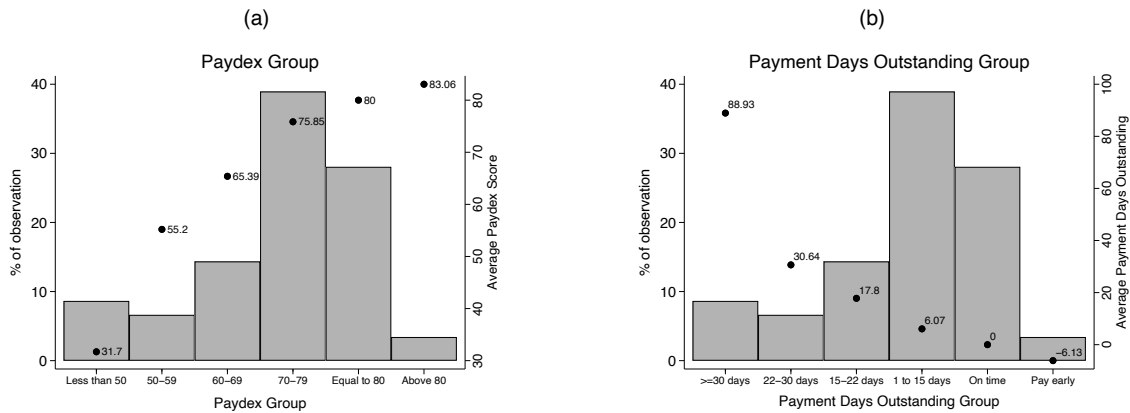 (a)
Paydex Group
% of observation
40
30
20
10
0
31.7
55.2
65.39
75.85
80
83.06
80
70
60
50
40
30
Average Paydex Score
Less than 50
50–59
60–69
70–79
Equal to 80
Above 80
Paydex Group
(b)
Payment Days Outstanding Group
% of observation
40
30
20
10
0
88.93
30.64
17.8
6.07
0
−6.13
100
80
60
40
20
0
Average Payment Days Outstanding
>=30 days
22–30 days
15–22 days
1 to 15 days
On time
Pay early
Payment Days Outstanding Group